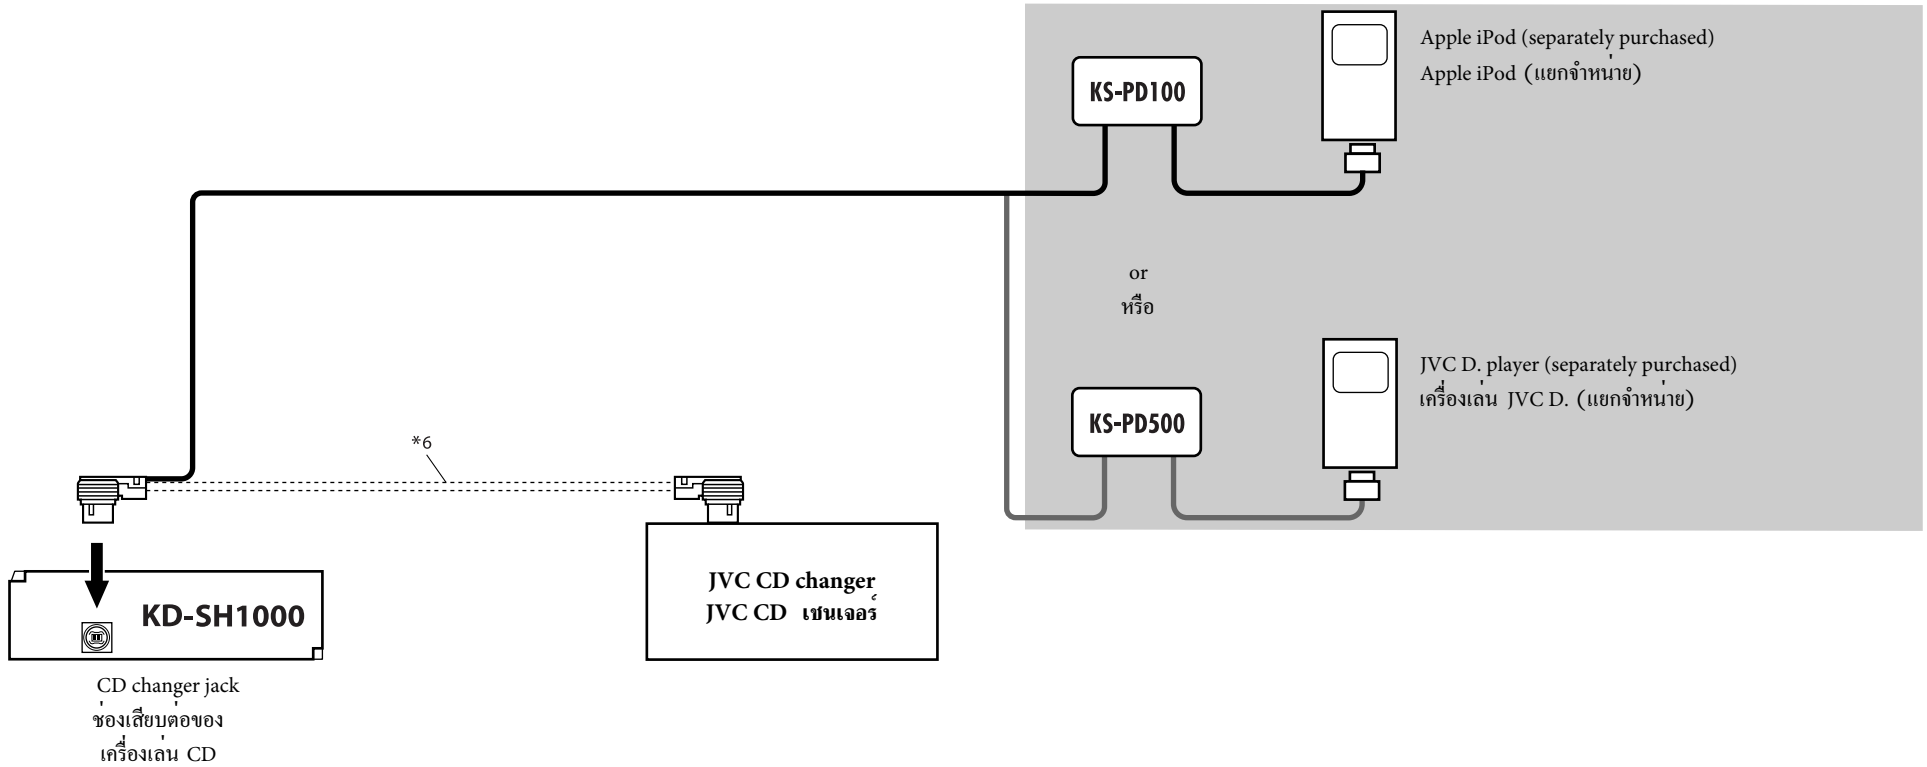 Apple iPod (separately purchased)
Apple iPod (แยกจำหน่าย)
KS-PD100
or
หรือ
JVC D. player (separately purchased)
เครื่องเล่น JVC D. (แยกจำหน่าย)
KS-PD500
*6
JVC CD changer
JVC CD เชนเจอร์
KD-SH1000
CD changer jack
ช่องเสียบต่อของ
เครื่องเล่น CD